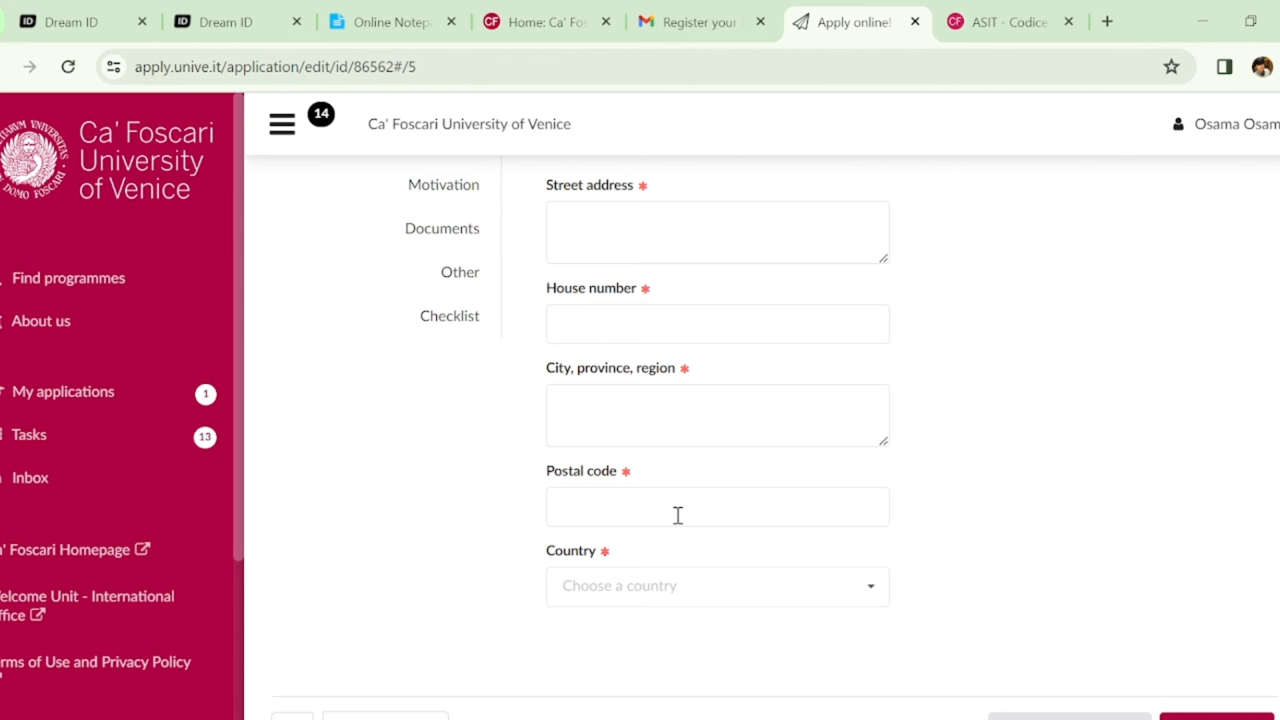 Dream ID
Dream ID
Online Notep
Home: Ca' Fos
Register your
Apply online!
ASIT - Codice
apply.unive.it/application/edit/id/86562#/5
Ca' Foscari
University
of Venice
14
Ca' Foscari University of Venice
Osama Osam
Find programmes
About us
My applications
1
Tasks
13
Inbox
a' Foscari Homepage
elcome Unit - International
ffice
rms of Use and Privacy Policy
Motivation
Documents
Other
Checklist
Street address *
House number *
City, province, region *
Postal code *
Country *
Choose a country